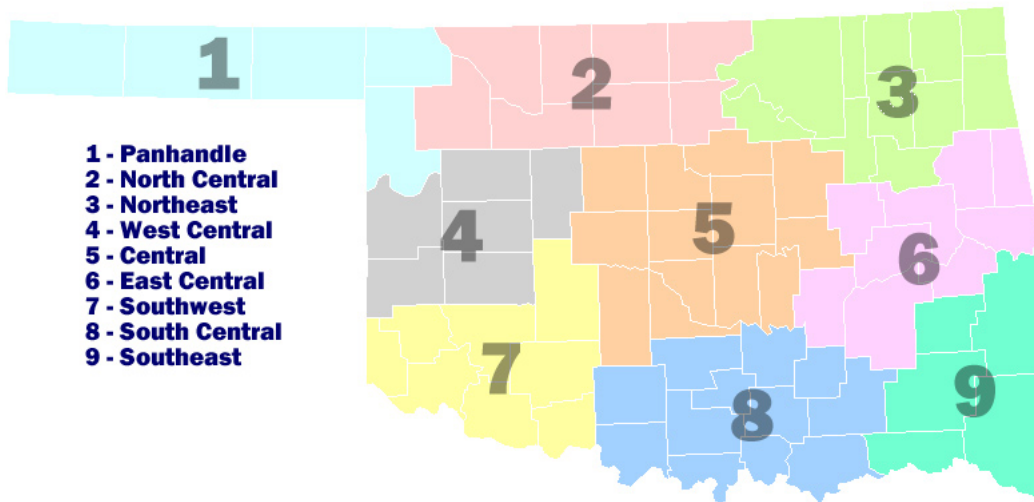 1
2
3
1 - Panhandle
2 - North Central
3 - Northeast
4 - West Central
5 - Central
6 - East Central
7 - Southwest
8 - South Central
9 - Southeast
4
5
6
7
8
9